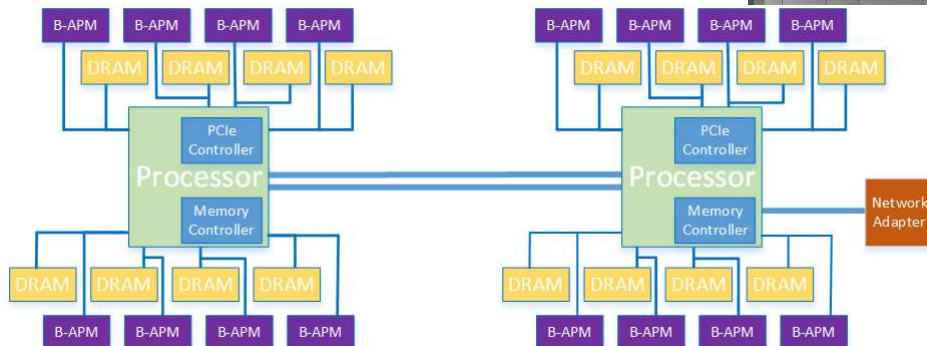 B-APM B-APM B-APM B-APM B-APM B-APM B-APM B-APM
DRAM DRAM DRAM DRAM DRAM DRAM DRAM DRAM
PCIe PCIe
Controller Controller
Processor Processor
Network
Adapter
Memory Memory
Controller Controller
DRAM DRAM DRAM DRAM DRAM DRAM DRAM DRAM
B-APM B-APM B-APM B-APM B-APM B-APM B-APM B-APM